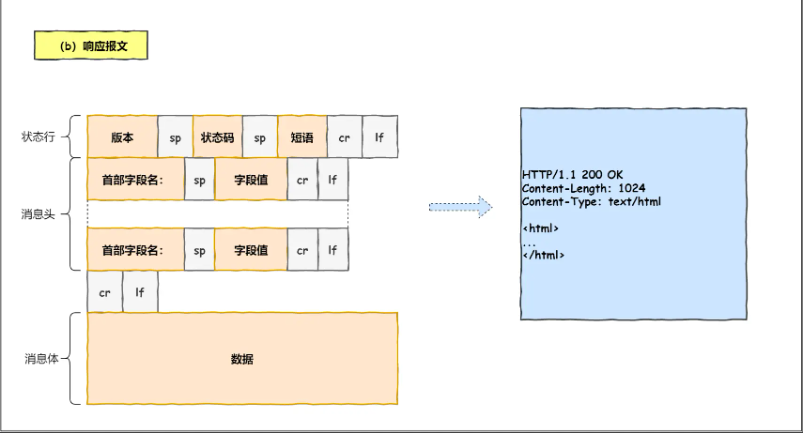 (b) 响应报文
状态行
版本 sp 状态码 sp 短语 cr lf
消息头
首部字段名: sp 字段值 cr lf
首部字段名: sp 字段值 cr lf
cr lf
消息体
数据
HTTP/1.1 200 OK
Content-Length: 1024
Content-Type: text/html
<html>
...
</html>